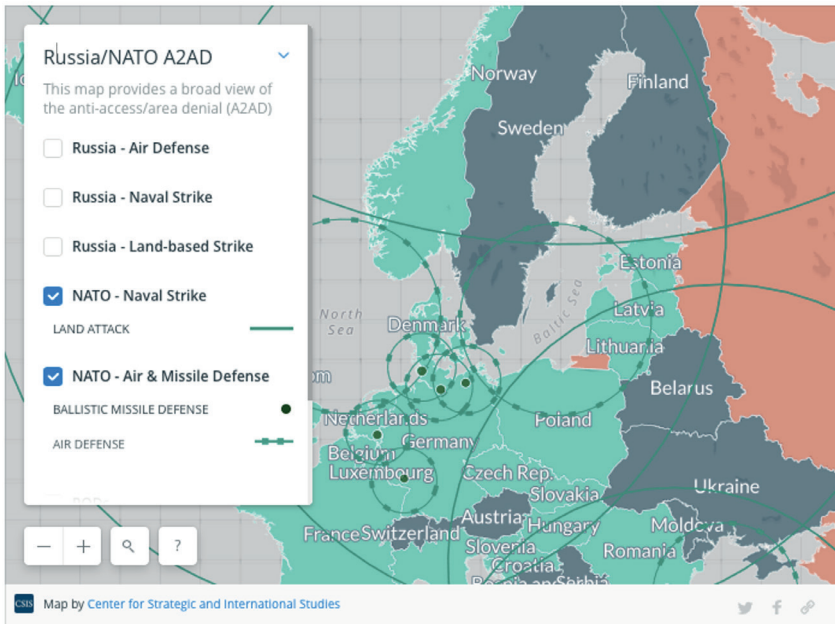 Russia/NATO A2AD
This map provides a broad view of
the anti-access/area denial (A2AD)
Russia - Air Defense
Russia - Naval Strike
Russia - Land-based Strike
NATO - Naval Strike
LAND ATTACK
NATO - Air & Missile Defense
BALLISTIC MISSILE DEFENSE
AIR DEFENSE
Norway
Finland
Sweden
Estonia
North
Sea
Baltic Sea
Latvia
Denmark
Lithuania
Belarus
Netherlands
Poland
Germany
Belgium
Luxembourg
Czech Rep.
Ukraine
Slovakia
Austria
Hungary
Moldova
France
Switzerland
Slovenia
Romania
Croatia
Serbia
?
CSIS
Map by Center for Strategic and International Studies